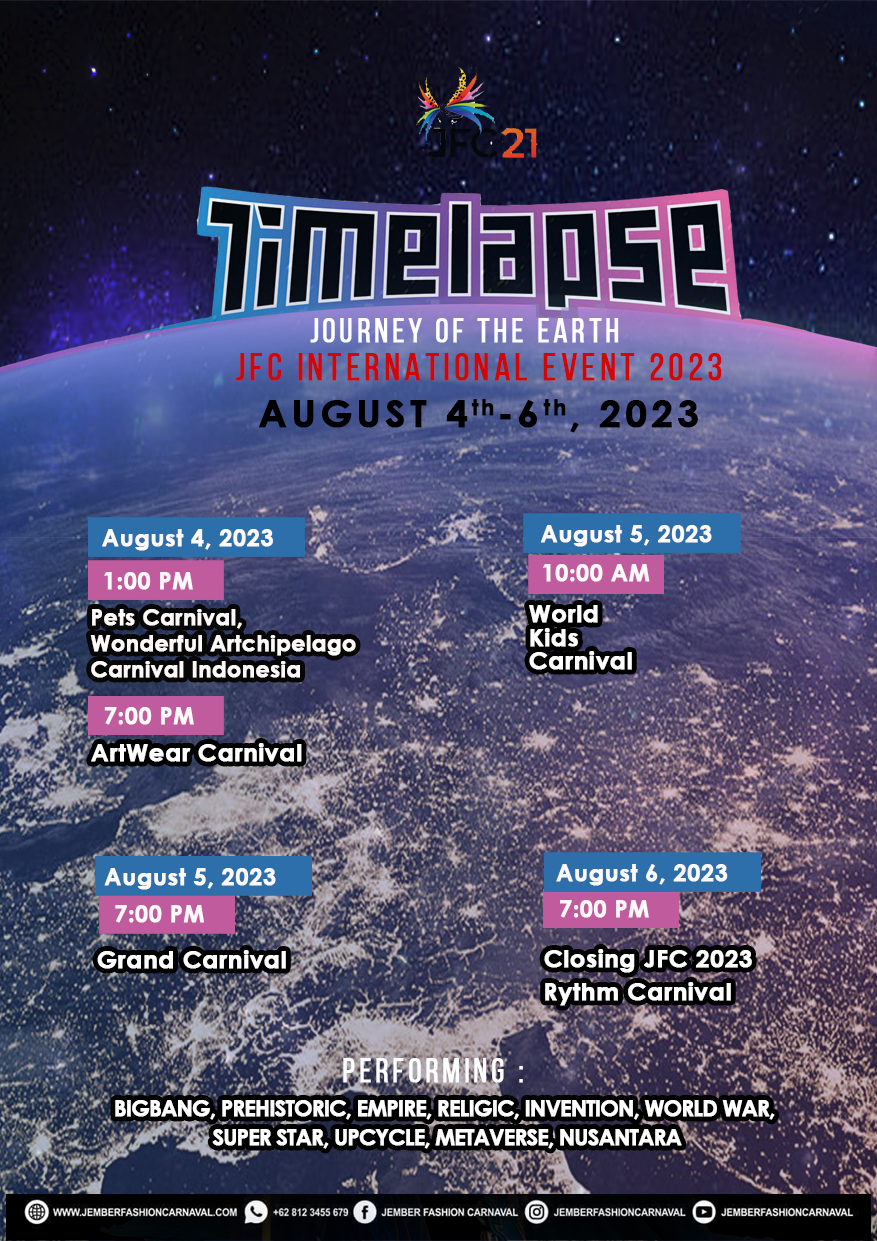 JFC21
Timelapse
JOURNEY OF THE EARTH
JFC INTERNATIONAL EVENT 2023
AUGUST 4th-6th, 2023
August 4, 2023
1:00 PM
Pets Carnival,
Wonderful Artchipelago
Carnival Indonesia
7:00 PM
ArtWear Carnival
August 5, 2023
10:00 AM
World
Kids
Carnival
August 5, 2023
7:00 PM
Grand Carnival
August 6, 2023
7:00 PM
Closing JFC 2023
Rythm Carnival
PERFORMING :
BIGBANG, PREHISTORIC, EMPIRE, RELIGIC, INVENTION, WORLD WAR,
SUPER STAR, UPCYCLE, METAVERSE, NUSANTARA
WWW.JEMBERFASHIONCARNAVAL.COM +62 812 3455 679 JEMBER FASHION CARNAVAL JEMBERFASHIONCARNAVAL JEMBERFASHIONCARNAVAL